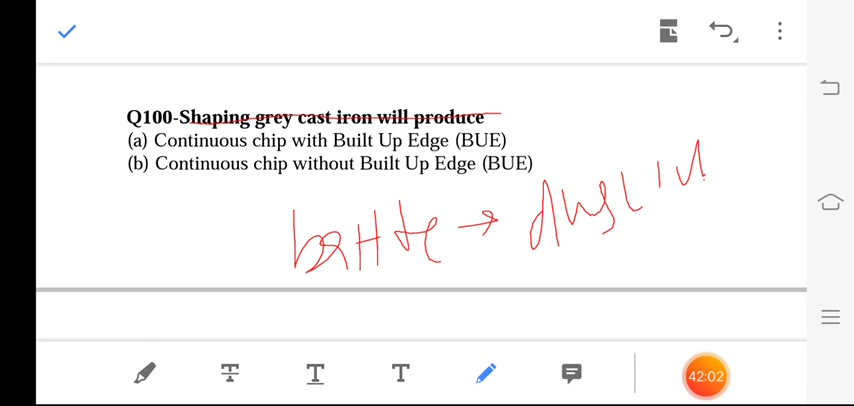 Q100-Shaping grey cast iron will produce
(a) Continuous chip with Built Up Edge (BUE)
(b) Continuous chip without Built Up Edge (BUE)
T T T
42:02